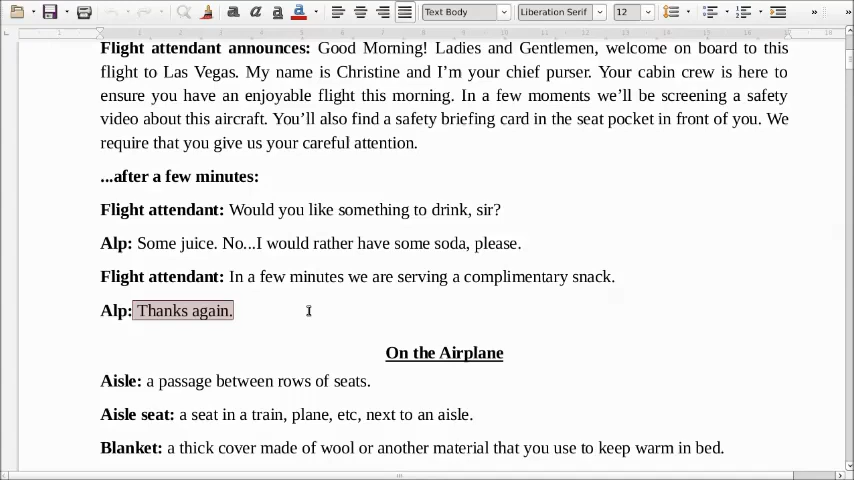 Text Body Liberation Serif 12
Flight attendant announces: Good Morning! Ladies and Gentlemen, welcome on board to this
flight to Las Vegas. My name is Christine and I’m your chief purser. Your cabin crew is here to
ensure you have an enjoyable flight this morning. In a few moments we’ll be screening a safety
video about this aircraft. You’ll also find a safety briefing card in the seat pocket in front of you. We
require that you give us your careful attention.
...after a few minutes:
Flight attendant: Would you like something to drink, sir?
Alp: Some juice. No...I would rather have some soda, please.
Flight attendant: In a few minutes we are serving a complimentary snack.
Alp: Thanks again.
On the Airplane
Aisle: a passage between rows of seats.
Aisle seat: a seat in a train, plane, etc, next to an aisle.
Blanket: a thick cover made of wool or another material that you use to keep warm in bed.